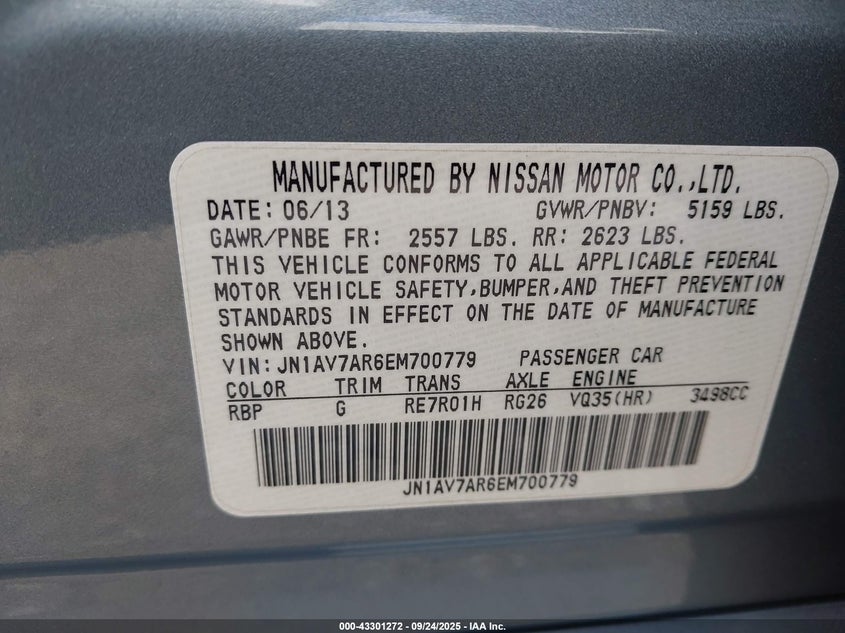 MANUFACTURED BY NISSAN MOTOR CO.,LTD.
DATE: 06/13 GVWR/PNBV: 5159 LBS.
GAWR/PNBE FR: 2557 LBS. RR: 2623 LBS.
THIS VEHICLE CONFORMS TO ALL APPLICABLE FEDERAL
MOTOR VEHICLE SAFETY,BUMPER,AND THEFT PREVENTION
STANDARDS IN EFFECT ON THE DATE OF MANUFACTURE
SHOWN ABOVE.
VIN: JN1AV7AR6EM700779 PASSENGER CAR
COLOR TRIM TRANS AXLE ENGINE
RBP G RE7R01H RG26 VQ35(HR) 3498CC
JN1AV7AR6EM700779
000-43301272 - 09/24/2025 - IAA Inc.